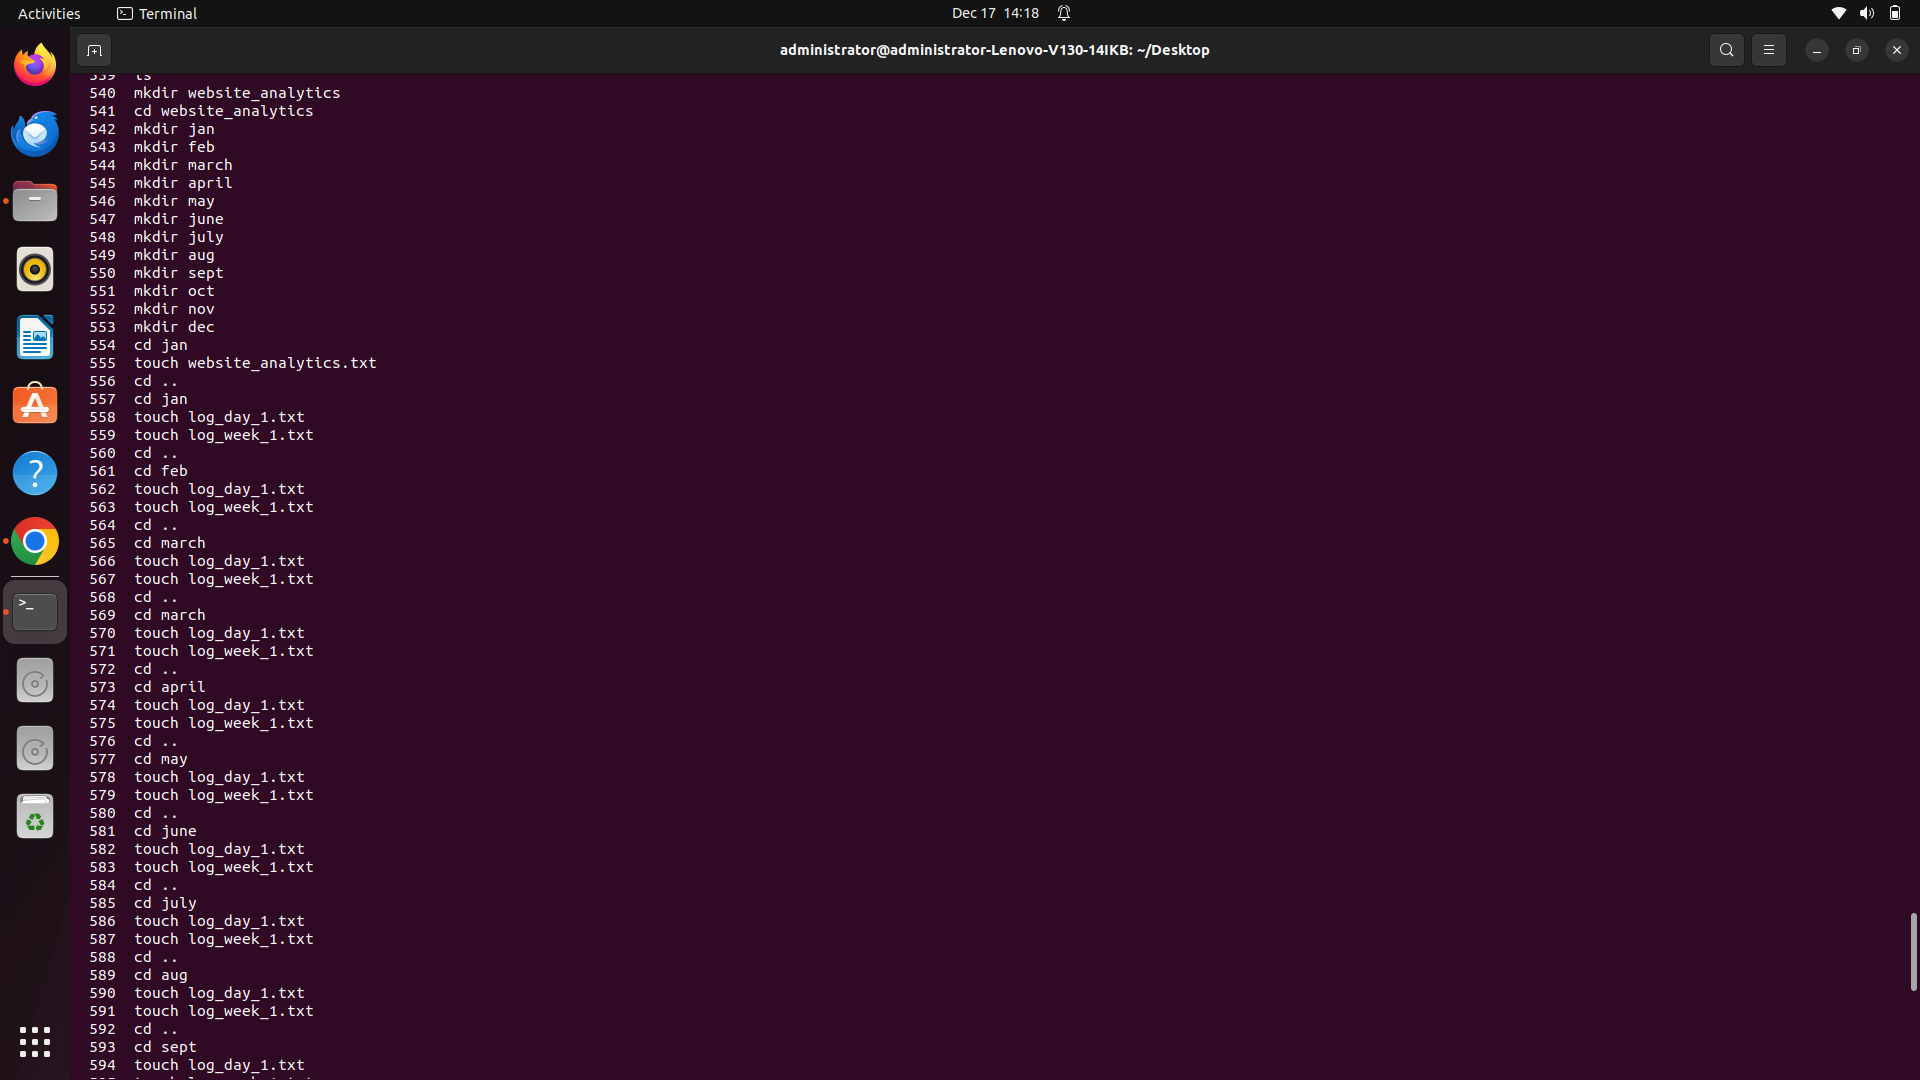 Activities
Terminal
Dec 17 14:18
administrator@administrator-Lenovo-V130-14IKB: ~/Desktop
539 ls
540 mkdir website_analytics
541 cd website_analytics
542 mkdir jan
543 mkdir feb
544 mkdir march
545 mkdir april
546 mkdir may
547 mkdir june
548 mkdir july
549 mkdir aug
550 mkdir sept
551 mkdir oct
552 mkdir nov
553 mkdir dec
554 cd jan
555 touch website_analytics.txt
556 cd ..
557 cd jan
558 touch log_day_1.txt
559 touch log_week_1.txt
560 cd ..
561 cd feb
562 touch log_day_1.txt
563 touch log_week_1.txt
564 cd ..
565 cd march
566 touch log_day_1.txt
567 touch log_week_1.txt
568 cd ..
569 cd march
570 touch log_day_1.txt
571 touch log_week_1.txt
572 cd ..
573 cd april
574 touch log_day_1.txt
575 touch log_week_1.txt
576 cd ..
577 cd may
578 touch log_day_1.txt
579 touch log_week_1.txt
580 cd ..
581 cd june
582 touch log_day_1.txt
583 touch log_week_1.txt
584 cd ..
585 cd july
586 touch log_day_1.txt
587 touch log_week_1.txt
588 cd ..
589 cd aug
590 touch log_day_1.txt
591 touch log_week_1.txt
592 cd ..
593 cd sept
594 touch log_day_1.txt